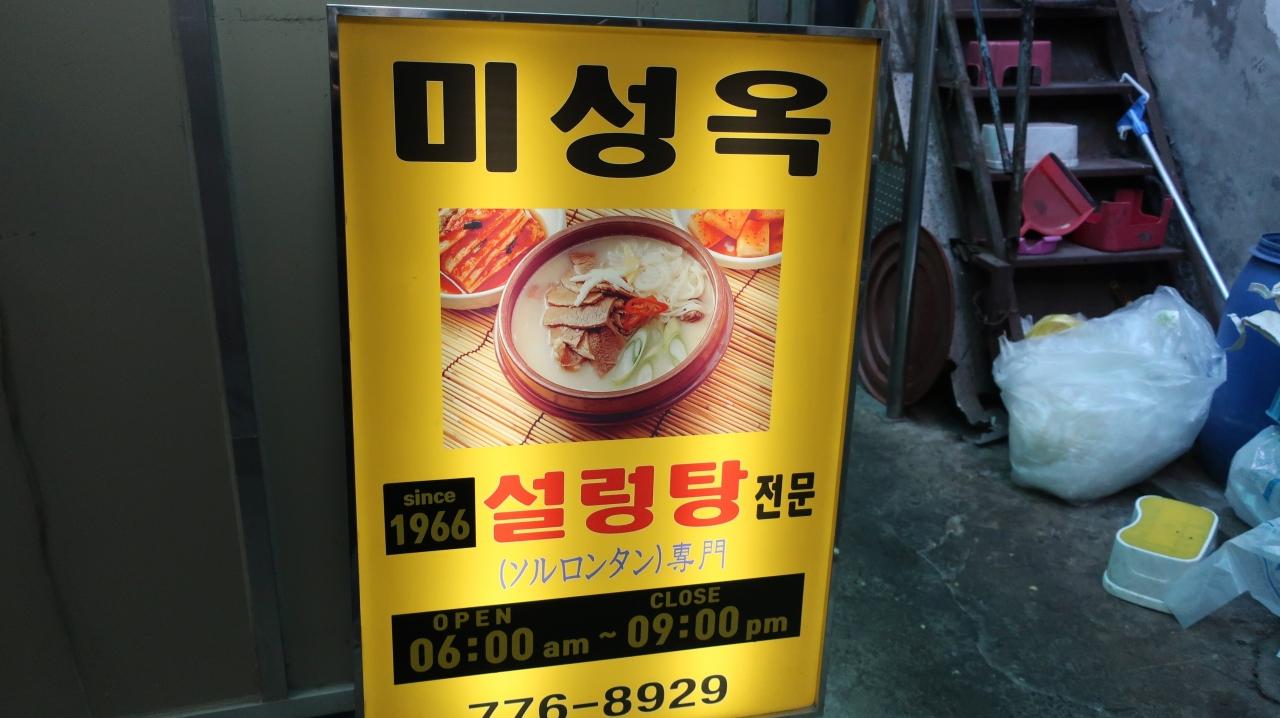 미성옥
since
1966
설렁탕 전문
(ソルロンタン)専門
OPEN CLOSE
06:00 am ~ 09:00 pm
776-8929